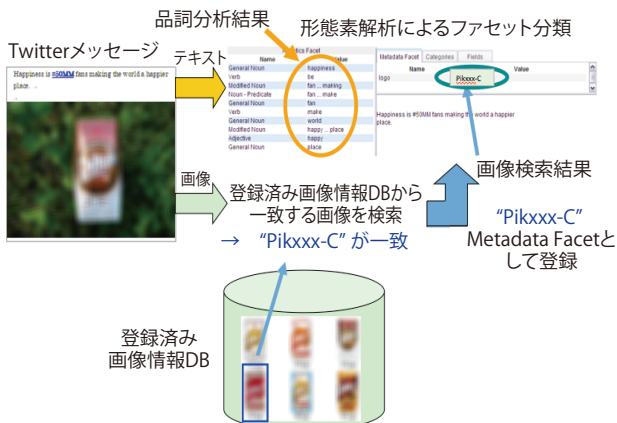 品詞分析結果
形態素解析によるファセット分類
Twitterメッセージ
テキスト
Happiness is #50MM fans making the world a happier
place.
cs Facet
Name
alue
General Noun
happiness
Verb
be
Modified Noun
fan ... making
Noun - Predicate
fan ... make
General Noun
fan
Verb
make
General Noun
world
Modified Noun
happy ... place
Adjective
happy
General Noun
place
Metadata Facet
Categories
Fields
Name
Value
logo
Pikxxx-C
Happiness is #50MM fans making the world a happier
place.
画像検索結果
画像
登録済み画像情報DBから
一致する画像を検索
→ “Pikxxx-C” が一致
“Pikxxx-C”
Metadata Facetと
して登録
登録済み
画像情報DB